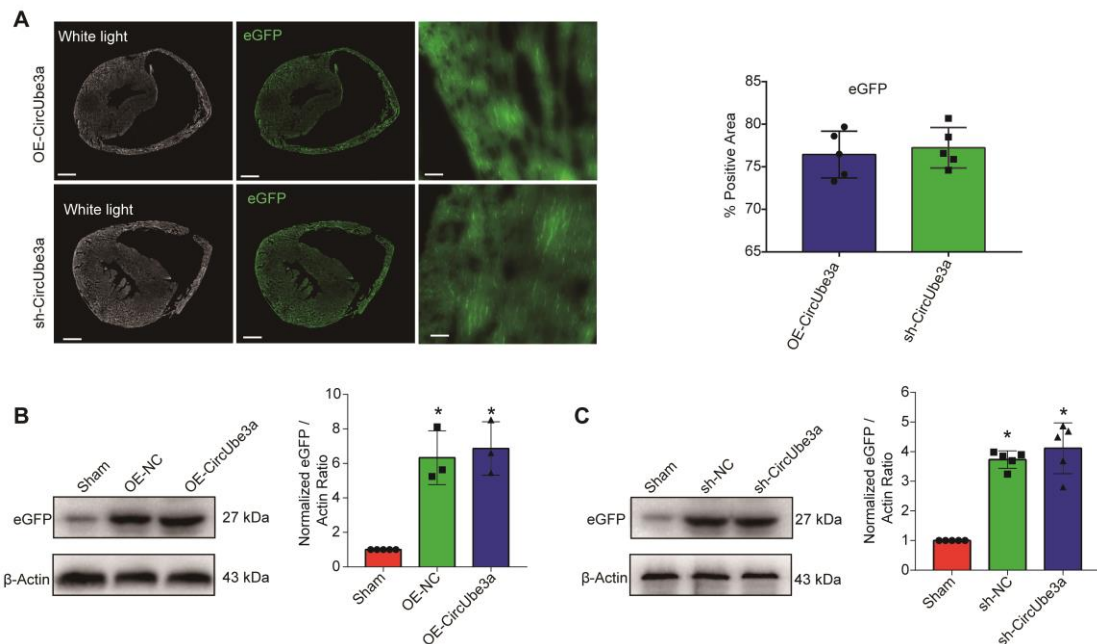 A
White light
eGFP
OE-CircUbe3a
White light
eGFP
sh-CircUbe3a
eGFP
% Positive Area
85
80
75
70
65
OE-CircUbe3a
sh-CircUbe3a
B
Sham
OE-NC
OE-CircUbe3a
eGFP
27 kDa
β-Actin
43 kDa
Normalized eGFP /
Actin Ratio
10
8
6
4
2
0
*
*
Sham
OE-NC
OE-CircUbe3a
C
Sham
sh-NC
sh-CircUbe3a
eGFP
27 kDa
β-Actin
43 kDa
Normalized eGFP /
Actin Ratio
6
5
4
3
2
1
0
*
*
Sham
sh-NC
sh-CircUbe3a